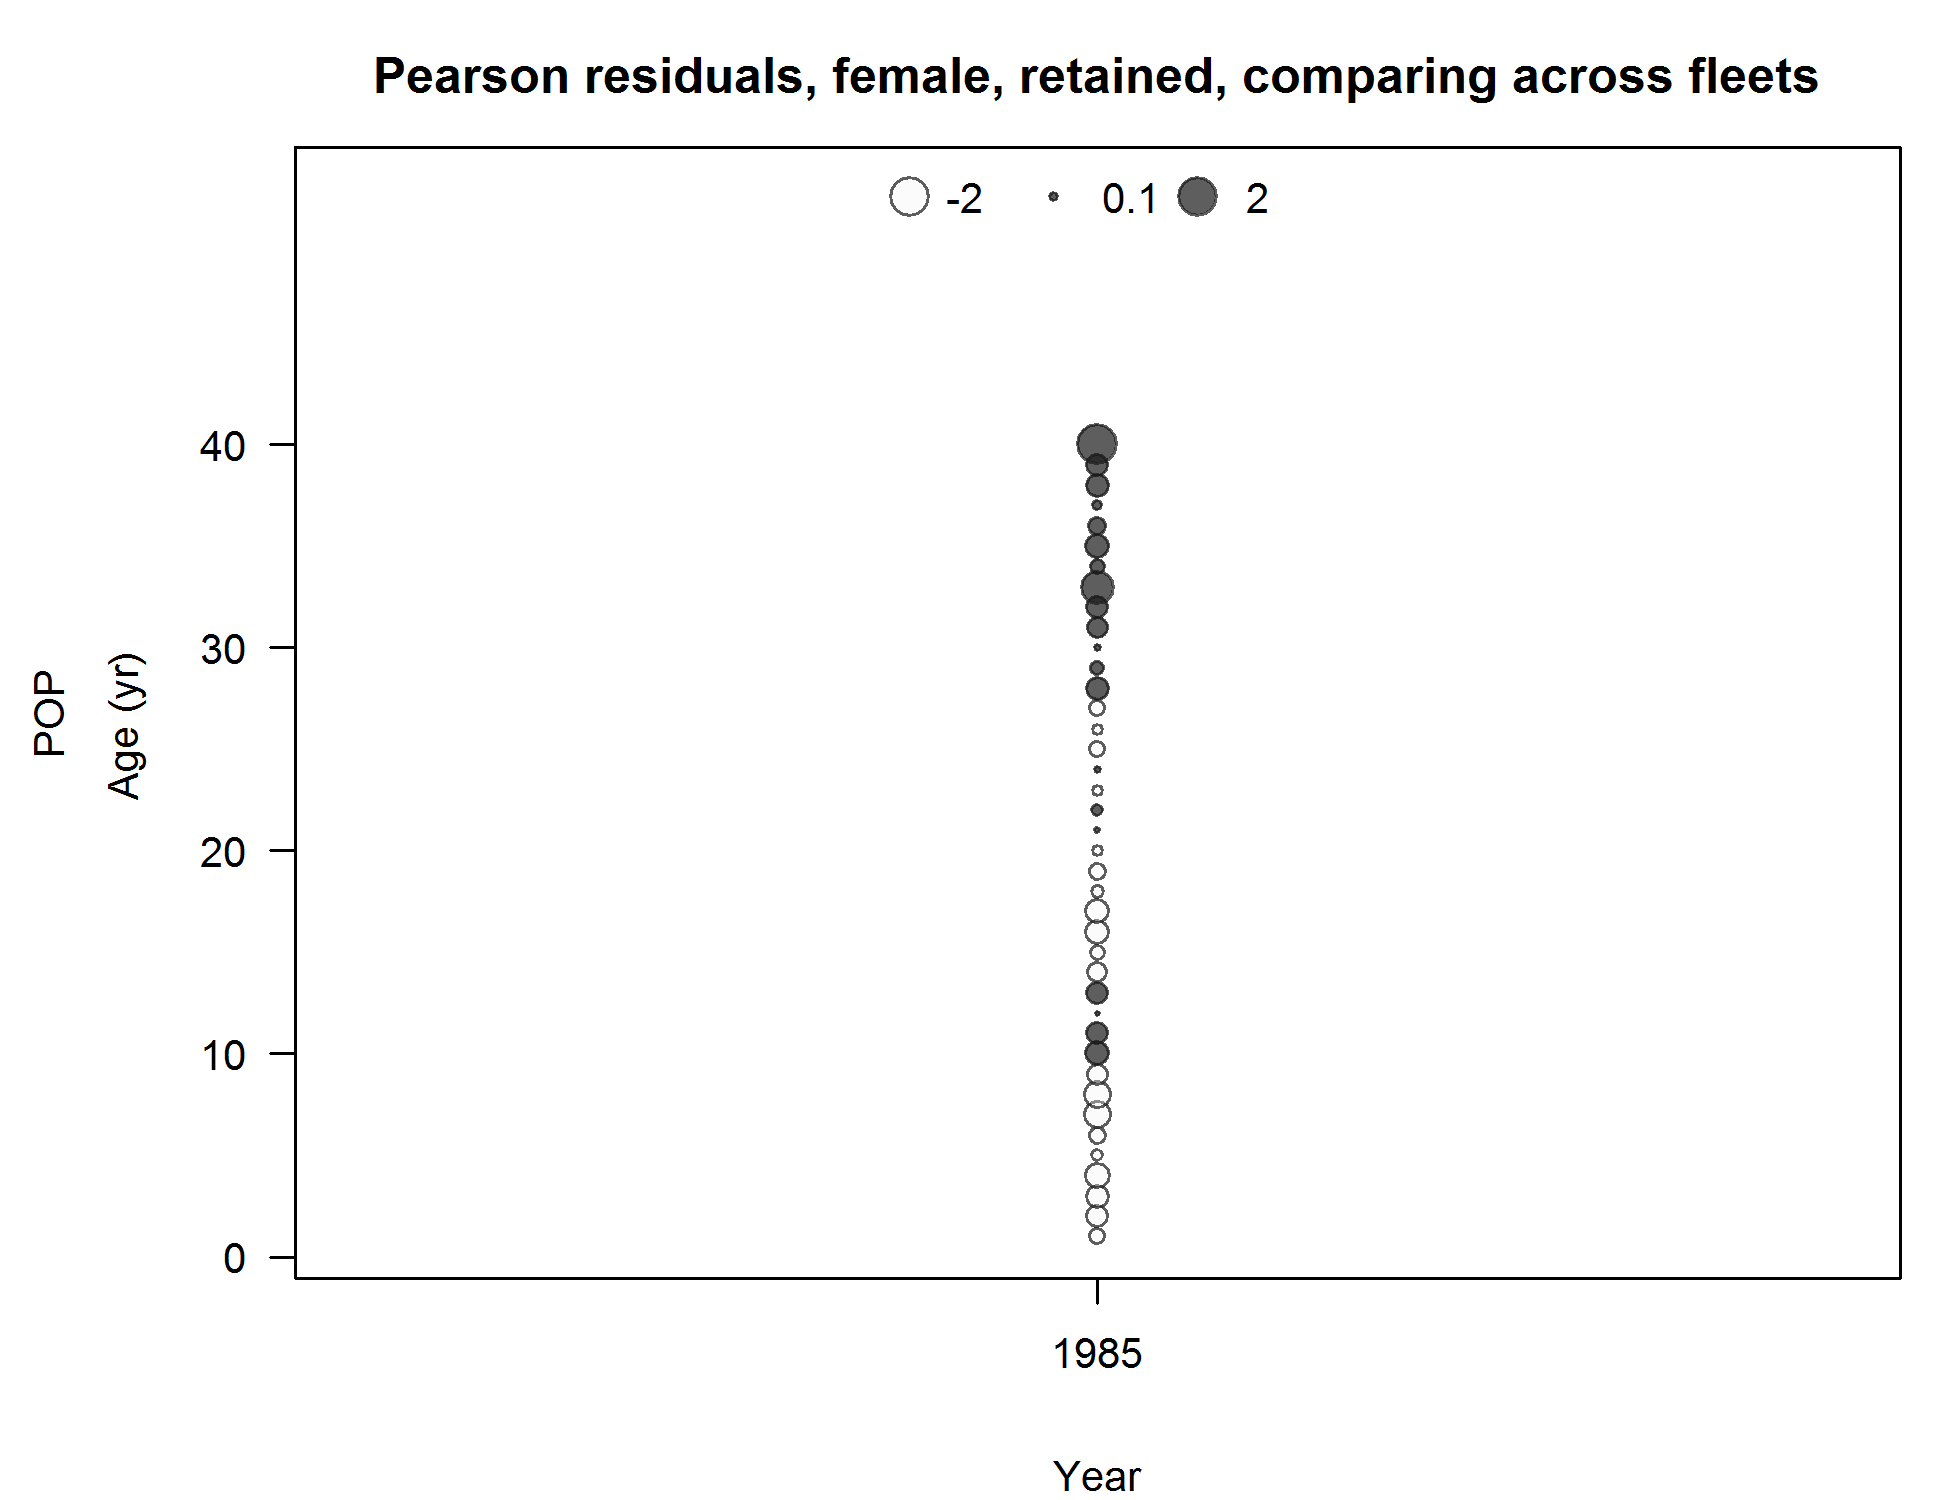 Pearson residuals, female, retained, comparing across fleets
-2 0.1 2
40
30
20
10
0
POP
Age (yr)
1985
Year